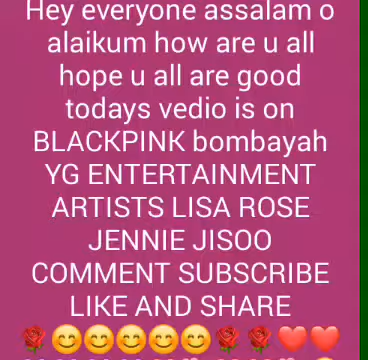 Hey everyone assalam o
alaikum how are u all
hope u all are good
todays vedio is on
BLACKPINK bombayah
YG ENTERTAINMENT
ARTISTS LISA ROSE
JENNIE JISOO
COMMENT SUBSCRIBE
LIKE AND SHARE
🌹😊😊😊😊😊🌹🌹❤️❤️